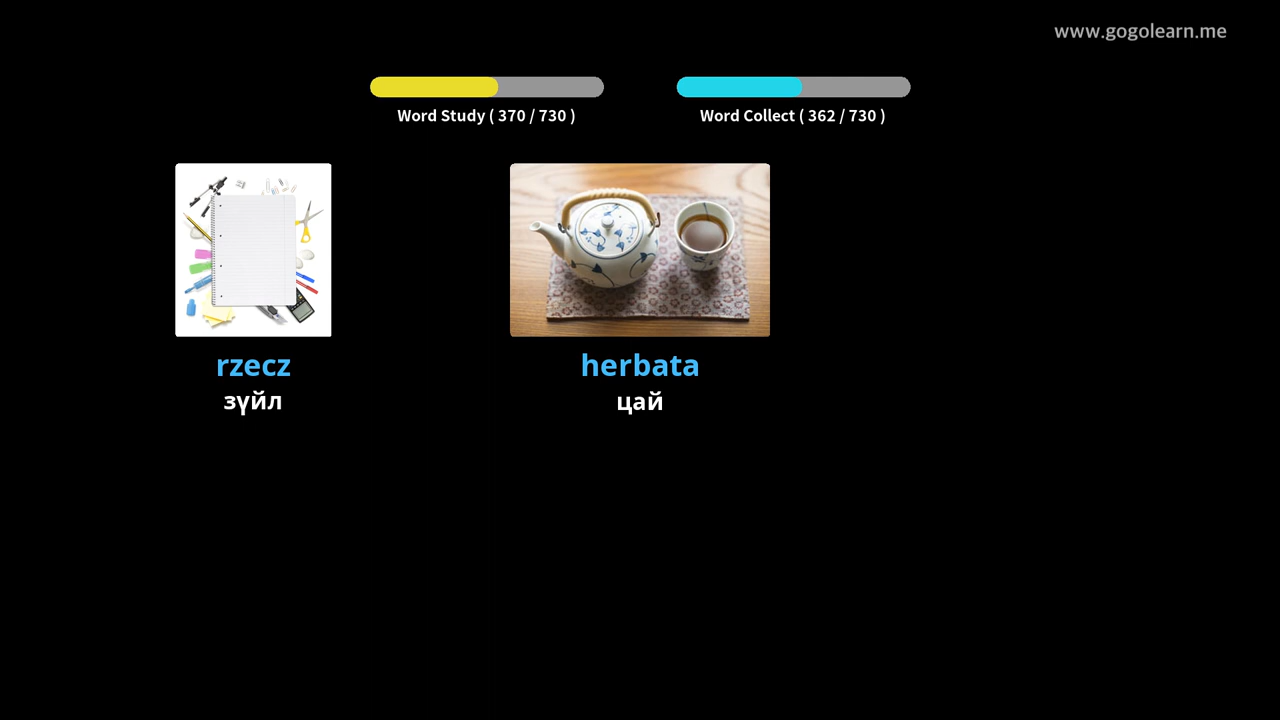 www.gogolearn.me
Word Study ( 370 / 730 )
Word Collect ( 362 / 730 )
rzecz
зүйл
herbata
цай